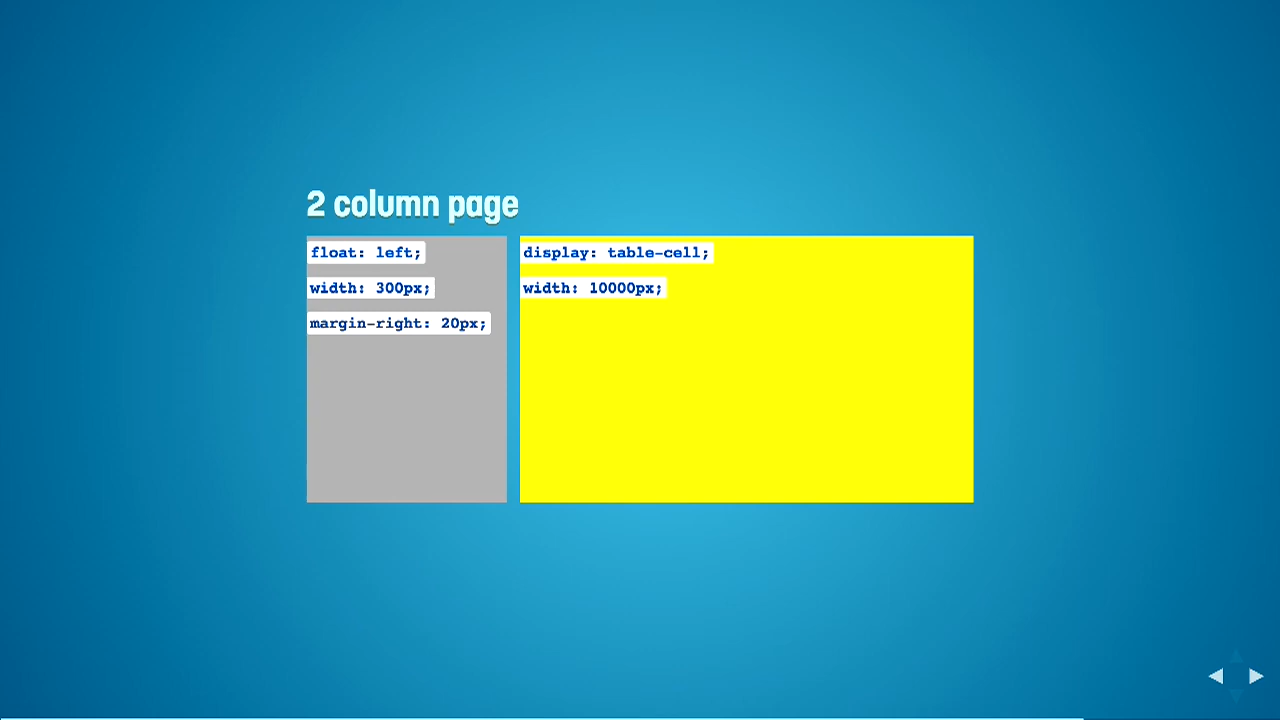 2 column page
float: left;
width: 300px;
margin-right: 20px;
display: table-cell;
width: 10000px;